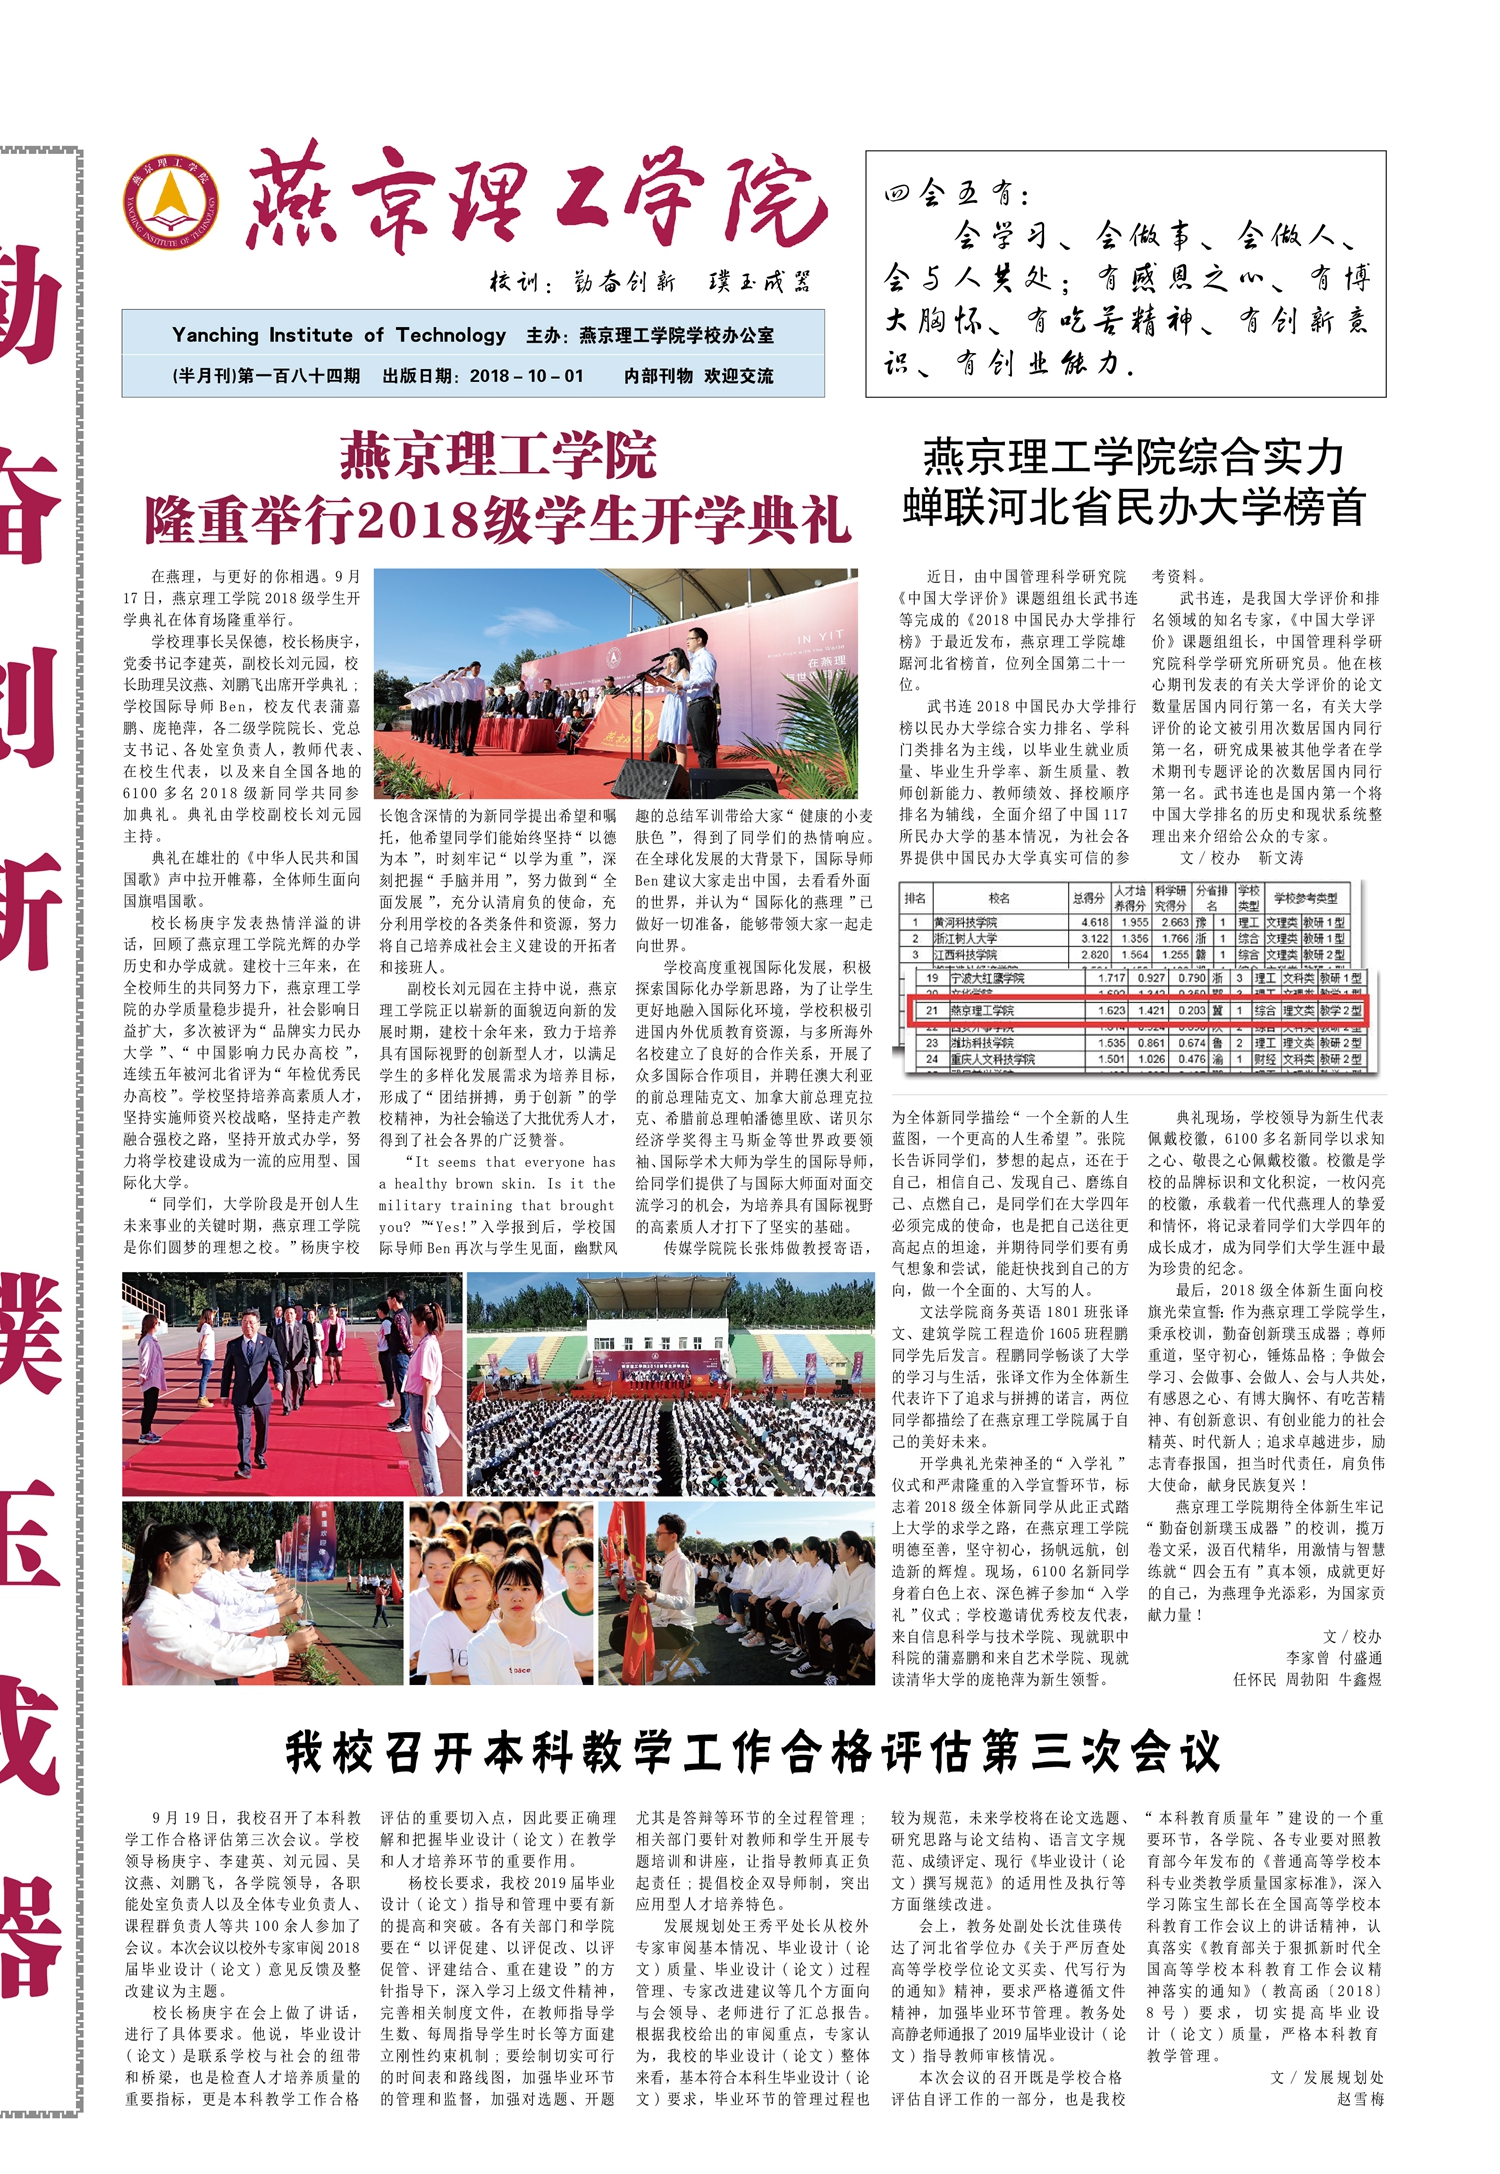 勤奋创新 璞玉成器
燕京理工学院
YANCHING INSTITUTE OF TECHNOLOGY
燕京理工学院
校训：勤奋创新 璞玉成器
Yanching Institute of Technology 主办：燕京理工学院学校办公室
(半月刊)第一百八十四期 出版日期：2018－10－01 内部刊物 欢迎交流
四会五有：
会学习、会做事、会做人、
会与人共处；有感恩之心、有博
大胸怀、有吃苦精神、有创新意
识、有创业能力.
燕京理工学院
隆重举行2018级学生开学典礼
在燕理，与更好的你相遇。9 月
17 日，燕京理工学院 2018 级学生开
学典礼在体育场隆重举行。
学校理事长吴保德，校长杨庚宇，
党委书记李建英，副校长刘元园，校
长助理吴汶燕、刘鹏飞出席开学典礼；
学校国际导师 Ben，校友代表蒲嘉
鹏、庞艳萍，各二级学院院长、党总
支书记、各处室负责人，教师代表、
在校生代表，以及来自全国各地的
6100 多名 2018 级新同学共同参
加典礼。典礼由学校副校长刘元园
主持。
典礼在雄壮的《中华人民共和国
国歌》声中拉开帷幕，全体师生面向
国旗唱国歌。
校长杨庚宇发表热情洋溢的讲
话，回顾了燕京理工学院光辉的办学
历史和办学成就。建校十三年来，在
全校师生的共同努力下，燕京理工学
院的办学质量稳步提升，社会影响日
益扩大，多次被评为“品牌实力民办
大学”、“中国影响力民办高校”，
连续五年被河北省评为“年检优秀民
办高校”。学校坚持培养高素质人才，
坚持实施师资兴校战略，坚持走产教
融合强校之路，坚持开放式办学，努
力将学校建设成为一流的应用型、国
际化大学。
“同学们，大学阶段是开创人生
未来事业的关键时期，燕京理工学院
是你们圆梦的理想之校。”杨庚宇校
IN YIT
在燕理
长饱含深情的为新同学提出希望和嘱
托，他希望同学们能始终坚持“以德
为本”，时刻牢记“以学为重”，深
刻把握“手脑并用”，努力做到“全
面发展”，充分认清肩负的使命，充
分利用学校的各类条件和资源，努力
将自己培养成社会主义建设的开拓者
和接班人。
副校长刘元园在主持中说，燕京
理工学院正以崭新的面貌迈向新的发
展时期，建校十余年来，致力于培养
具有国际视野的创新型人才，以满足
学生的多样化发展需求为培养目标，
形成了“团结拼搏，勇于创新”的学
校精神，为社会输送了大批优秀人才，
得到了社会各界的广泛赞誉。
“It seems that everyone has
a healthy brown skin. Is it the
military training that brought
you? ”“Yes!”入学报到后，学校国
际导师 Ben 再次与学生见面，幽默风
趣的总结军训带给大家“健康的小麦
肤色”，得到了同学们的热情响应。
在全球化发展的大背景下，国际导师
Ben 建议大家走出中国，去看看外面
的世界，并认为“国际化的燕理”已
做好一切准备，能够带领大家一起走
向世界。
学校高度重视国际化发展，积极
探索国际化办学新思路，为了让学生
更好地融入国际化环境，学校积极引
进国内外优质教育资源，与多所海外
名校建立了良好的合作关系，开展了
众多国际合作项目，并聘任澳大利亚
的前总理陆克文、加拿大前总理克拉
克、希腊前总理帕潘德里欧、诺贝尔
经济学奖得主马斯金等世界政要领
袖、国际学术大师为学生的国际导师，
给同学们提供了与国际大师面对面交
流学习的机会，为培养具有国际视野
的高素质人才打下了坚实的基础。
传媒学院院长张炜做教授寄语，
燕京理工学院2018级学生开学典礼
为全体新同学描绘“一个全新的人生
蓝图，一个更高的人生希望”。张院
长告诉同学们，梦想的起点，还在于
自己，相信自己、发现自己、磨练自
己、点燃自己，是同学们在大学四年
必须完成的使命，也是把自己送往更
高起点的坦途，并期待同学们要有勇
气想象和尝试，能赶快找到自己的方
向，做一个全面的、大写的人。
文法学院商务英语 1801 班张译
文、建筑学院工程造价 1605 班程鹏
同学先后发言。程鹏同学畅谈了大学
的学习与生活，张译文作为全体新生
代表许下了追求与拼搏的诺言，两位
同学都描绘了在燕京理工学院属于自
己的美好未来。
开学典礼光荣神圣的“入学礼”
仪式和严肃隆重的入学宣誓环节，标
志着 2018 级全体新同学从此正式踏
上大学的求学之路，在燕京理工学院
明德至善，坚守初心，扬帆远航，创
造新的辉煌。现场，6100 名新同学
身着白色上衣、深色裤子参加“入学
礼”仪式；学校邀请优秀校友代表，
来自信息科学与技术学院、现就职中
科院的蒲嘉鹏和来自艺术学院、现就
读清华大学的庞艳萍为新生领誓。
典礼现场，学校领导为新生代表
佩戴校徽，6100 多名新同学以求知
之心、敬畏之心佩戴校徽。校徽是学
校的品牌标识和文化积淀，一枚闪亮
的校徽，承载着一代代燕理人的挚爱
和情怀，将记录着同学们大学四年的
成长成才，成为同学们大学生涯中最
为珍贵的纪念。
最后，2018 级全体新生面向校
旗光荣宣誓：作为燕京理工学院学生，
秉承校训，勤奋创新璞玉成器；尊师
重道，坚守初心，锤炼品格；争做会
学习、会做事、会做人、会与人共处，
有感恩之心、有博大胸怀、有吃苦精
神、有创新意识、有创业能力的社会
精英、时代新人；追求卓越进步，励
志青春报国，担当时代责任，肩负伟
大使命，献身民族复兴！
燕京理工学院期待全体新生牢记
“勤奋创新璞玉成器”的校训，揽万
卷文采，汲百代精华，用激情与智慧
练就“四会五有”真本领，成就更好
的自己，为燕理争光添彩，为国家贡
献力量！
文／校办
李家曾 付盛通
任怀民 周勃阳 牛鑫煜
燕京理工学院综合实力
蝉联河北省民办大学榜首
近日，由中国管理科学研究院
《中国大学评价》课题组组长武书连
等完成的《2018 中国民办大学排行
榜》于最近发布，燕京理工学院雄
踞河北省榜首，位列全国第二十一
位。
武书连 2018 中国民办大学排行
榜以民办大学综合实力排名、学科
门类排名为主线，以毕业生就业质
量、毕业生升学率、新生质量、教
师创新能力、教师绩效、择校顺序
排名为辅线，全面介绍了中国 117
所民办大学的基本情况，为社会各
界提供中国民办大学真实可信的参
考资料。
武书连，是我国大学评价和排
名领域的知名专家，《中国大学评
价》课题组组长，中国管理科学研
究院科学学研究所研究员。他在核
心期刊发表的有关大学评价的论文
数量居国内同行第一名，有关大学
评价的论文被引用次数居国内同行
第一名，研究成果被其他学者在学
术期刊专题评论的次数居国内同行
第一名。武书连也是国内第一个将
中国大学排名的历史和现状系统整
理出来介绍给公众的专家。
文／校办 靳文涛
排名 校名 总得分 人才培养得分 科学研究得分 分省排名 学校类型 学校参考类型
1 黄河科技学院 4.618 1.955 2.663 豫 1 理工 文理类 教研1型
2 浙江树人大学 3.122 1.356 1.766 浙 1 综合 文理类 教研1型
3 江西科技学院 2.820 1.564 1.255 赣 1 综合 文理类 教研2型
19 宁波大红鹰学院 1.717 0.927 0.790 浙 3 理工 文科类 教研1型
21 燕京理工学院 1.623 1.421 0.203 冀 1 综合 理文类 教学2型
23 潍坊科技学院 1.535 0.861 0.674 鲁 2 理工 理文类 教研2型
24 重庆人文科技学院 1.501 1.026 0.476 渝 1 财经 文科类 教研2型
我校召开本科教学工作合格评估第三次会议
9 月 19 日，我校召开了本科教
学工作合格评估第三次会议。学校
领导杨庚宇、李建英、刘元园、吴
汶燕、刘鹏飞，各学院领导，各职
能处室负责人以及全体专业负责人、
课程群负责人等共 100 余人参加了
会议。本次会议以校外专家审阅 2018
届毕业设计（论文）意见反馈及整
改建议为主题。
校长杨庚宇在会上做了讲话，
进行了具体要求。他说，毕业设计
（论文）是联系学校与社会的纽带
和桥梁，也是检查人才培养质量的
重要指标，更是本科教学工作合格
评估的重要切入点，因此要正确理
解和把握毕业设计（论文）在教学
和人才培养环节的重要作用。
杨校长要求，我校 2019 届毕业
设计（论文）指导和管理中要有新
的提高和突破。各有关部门和学院
要在“以评促建、以评促改、以评
促管、评建结合、重在建设”的方
针指导下，深入学习上级文件精神，
完善相关制度文件，在教师指导学
生数、每周指导学生时长等方面建
立刚性约束机制；要绘制切实可行
的时间表和路线图，加强毕业环节
的管理和监督，加强对选题、开题
尤其是答辩等环节的全过程管理；
相关部门要针对教师和学生开展专
题培训和讲座，让指导教师真正负
起责任；提倡校企双导师制，突出
应用型人才培养特色。
发展规划处王秀平处长从校外
专家审阅基本情况、毕业设计（论
文）质量、毕业设计（论文）过程
管理、专家改进建议等几个方面向
与会领导、老师进行了汇总报告。
根据我校给出的审阅重点，专家认
为，我校的毕业设计（论文）整体
来看，基本符合本科生毕业设计（论
文）要求，毕业环节的管理过程也
较为规范，未来学校将在论文选题、
研究思路与论文结构、语言文字规
范、成绩评定、现行《毕业设计（论
文）撰写规范》的适用性及执行等
方面继续改进。
会上，教务处副处长沈佳瑛传
达了河北省学位办《关于严厉查处
高等学校学位论文买卖、代写行为
的通知》精神，要求严格遵循文件
精神，加强毕业环节管理。教务处
高静老师通报了 2019 届毕业设计（论
文）指导教师审核情况。
本次会议的召开既是学校合格
评估自评工作的一部分，也是我校
“本科教育质量年”建设的一个重
要环节，各学院、各专业要对照教
育部今年发布的《普通高等学校本
科专业类教学质量国家标准》，深入
学习陈宝生部长在全国高等学校本
科教育工作会议上的讲话精神，认
真落实《教育部关于狠抓新时代全
国高等学校本科教育工作会议精
神落实的通知》（教高函〔2018〕
8 号）要求，切实提高毕业设
计（论文）质量，严格本科教育
教学管理。
文／发展规划处
赵雪梅